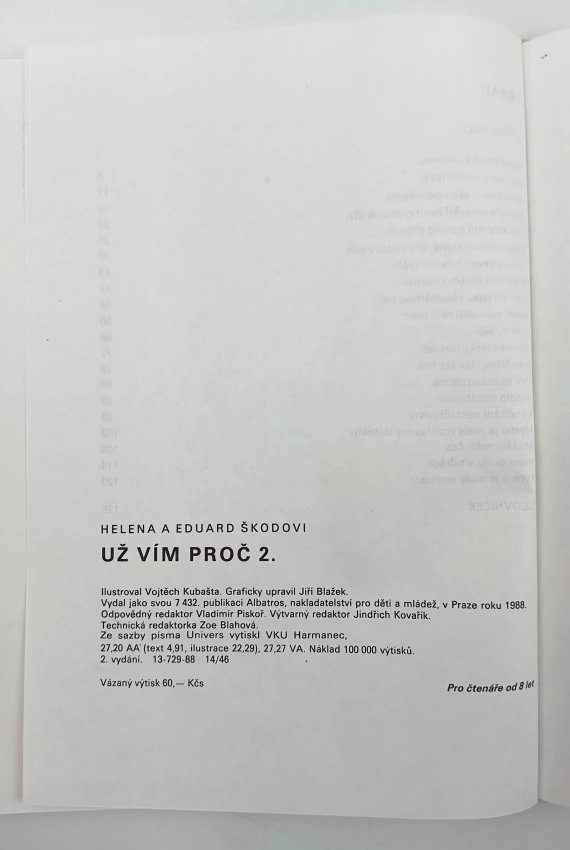 HELENA A EDUARD ŠKODOVI
UŽ VÍM PROČ 2.
Ilustroval Vojtěch Kubašta. Graficky upravil Jiří Blažek.
Vydal jako svou 7 432. publikaci Albatros, nakladatelství pro děti a mládež, v Praze roku 1988.
Odpovědný redaktor Vladimír Piskoř. Výtvarný redaktor Jindřich Kovařík.
Technická redaktorka Zoe Blahová.
Ze sazby písma Univers vytiskl VKU Harmanec,
27,20 AA (text 4,91, ilustrace 22,29), 27,27 VA. Náklad 100 000 výtisků.
2. vydání. 13-729-88 14/46
Vázaný výtisk 60,— Kčs
Pro čtenáře od 8 let